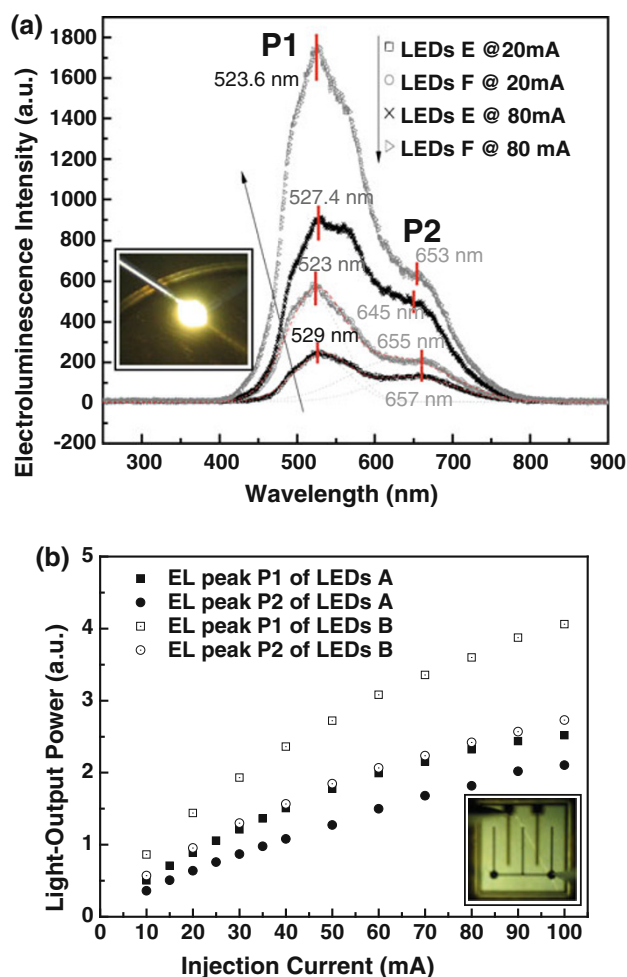 (a)
1800
1600
1400
1200
1000
800
600
400
200
0
-200
Electroluminescence Intensity (a.u.)
P1
523.6 nm
LEDs E @20mA
LEDs F @ 20mA
LEDs E @ 80mA
LEDs F @ 80 mA
527.4 nm
P2
653 nm
523 nm
645 nm
529 nm
655 nm
657 nm
300 400 500 600 700 800 900
Wavelength (nm)
(b)
5
4
3
2
1
0
Light-Output Power (a.u.)
EL peak P1 of LEDs A
EL peak P2 of LEDs A
EL peak P1 of LEDs B
EL peak P2 of LEDs B
0 10 20 30 40 50 60 70 80 90 100
Injection Current (mA)